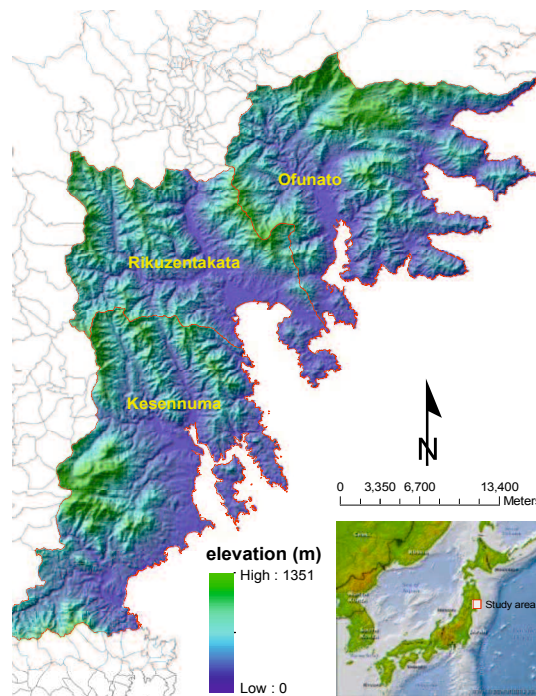 Ofunato
Rikuzentakata
Kesennuma
N
0 3,350 6,700 13,400
Meters
elevation (m)
High : 1351
Low : 0
Study area